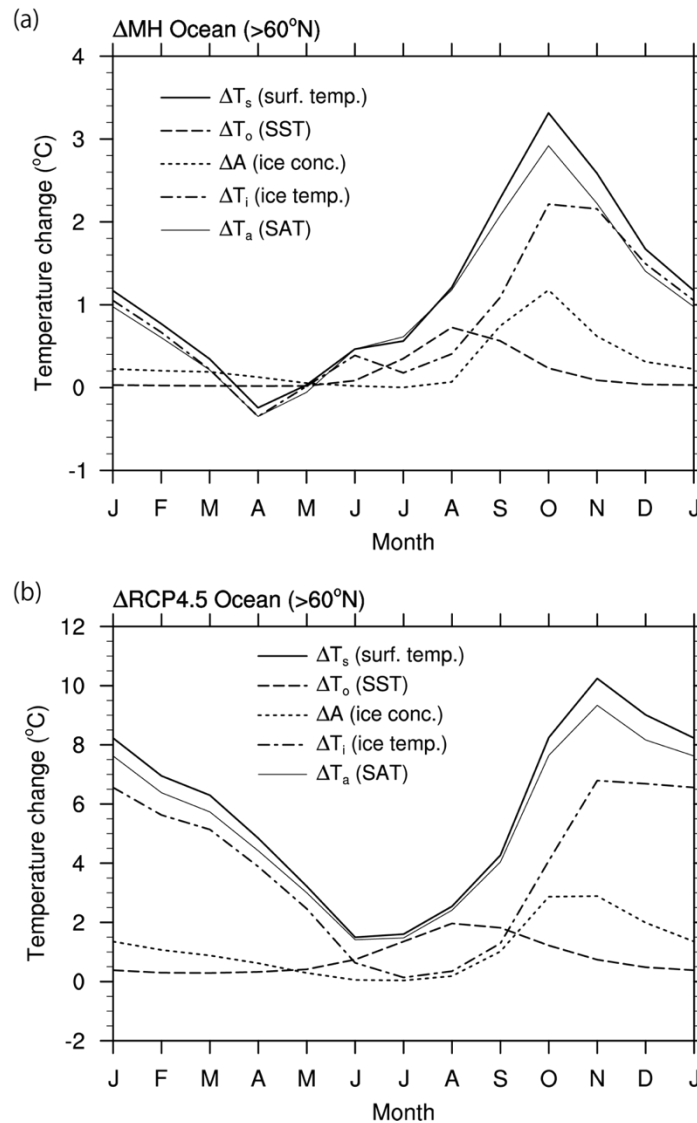 (a)
ΔMH Ocean (>60°N)
4
3
2
1
0
-1
Temperature change (°C)
ΔTs (surf. temp.)
ΔTo (SST)
ΔA (ice conc.)
ΔTi (ice temp.)
ΔTa (SAT)
J F M A M J J A S O N D J
Month
(b)
ΔRCP4.5 Ocean (>60°N)
12
10
8
6
4
2
0
-2
Temperature change (°C)
ΔTs (surf. temp.)
ΔTo (SST)
ΔA (ice conc.)
ΔTi (ice temp.)
ΔTa (SAT)
J F M A M J J A S O N D J
Month